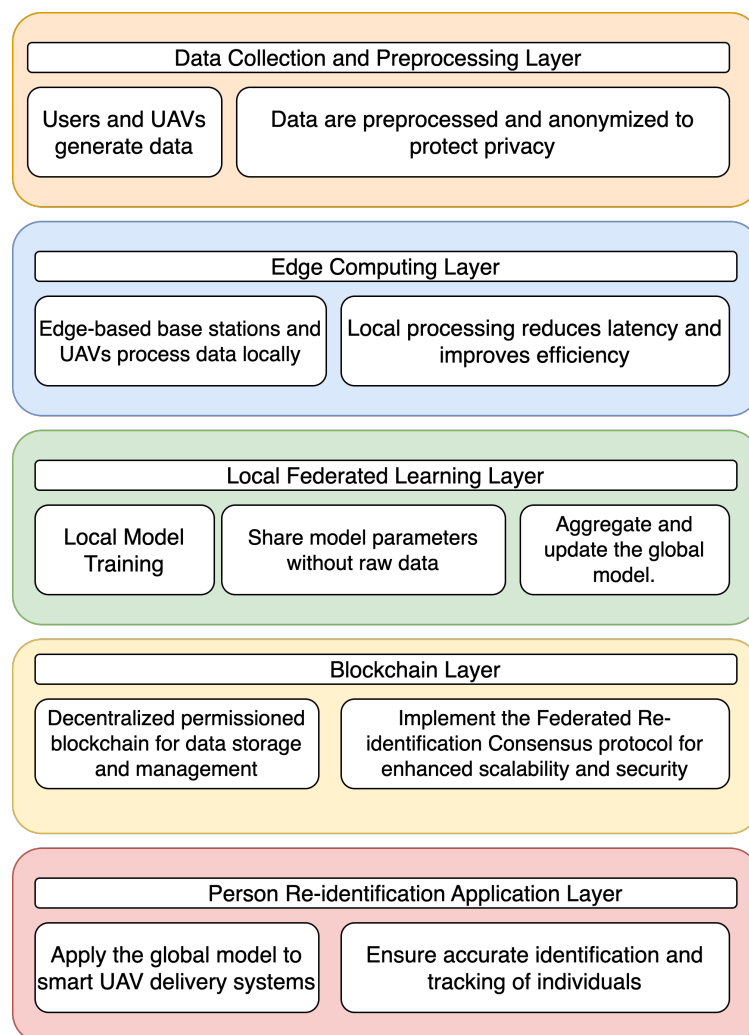 Data Collection and Preprocessing Layer
Users and UAVs
generate data
Data are preprocessed and anonymized to
protect privacy
Edge Computing Layer
Edge-based base stations and
UAVs process data locally
Local processing reduces latency and
improves efficiency
Local Federated Learning Layer
Local Model
Training
Share model parameters
without raw data
Aggregate and
update the global
model.
Blockchain Layer
Decentralized permissioned
blockchain for data storage
and management
Implement the Federated Re-
identification Consensus protocol for
enhanced scalability and security
Person Re-identification Application Layer
Apply the global model to
smart UAV delivery systems
Ensure accurate identification and
tracking of individuals